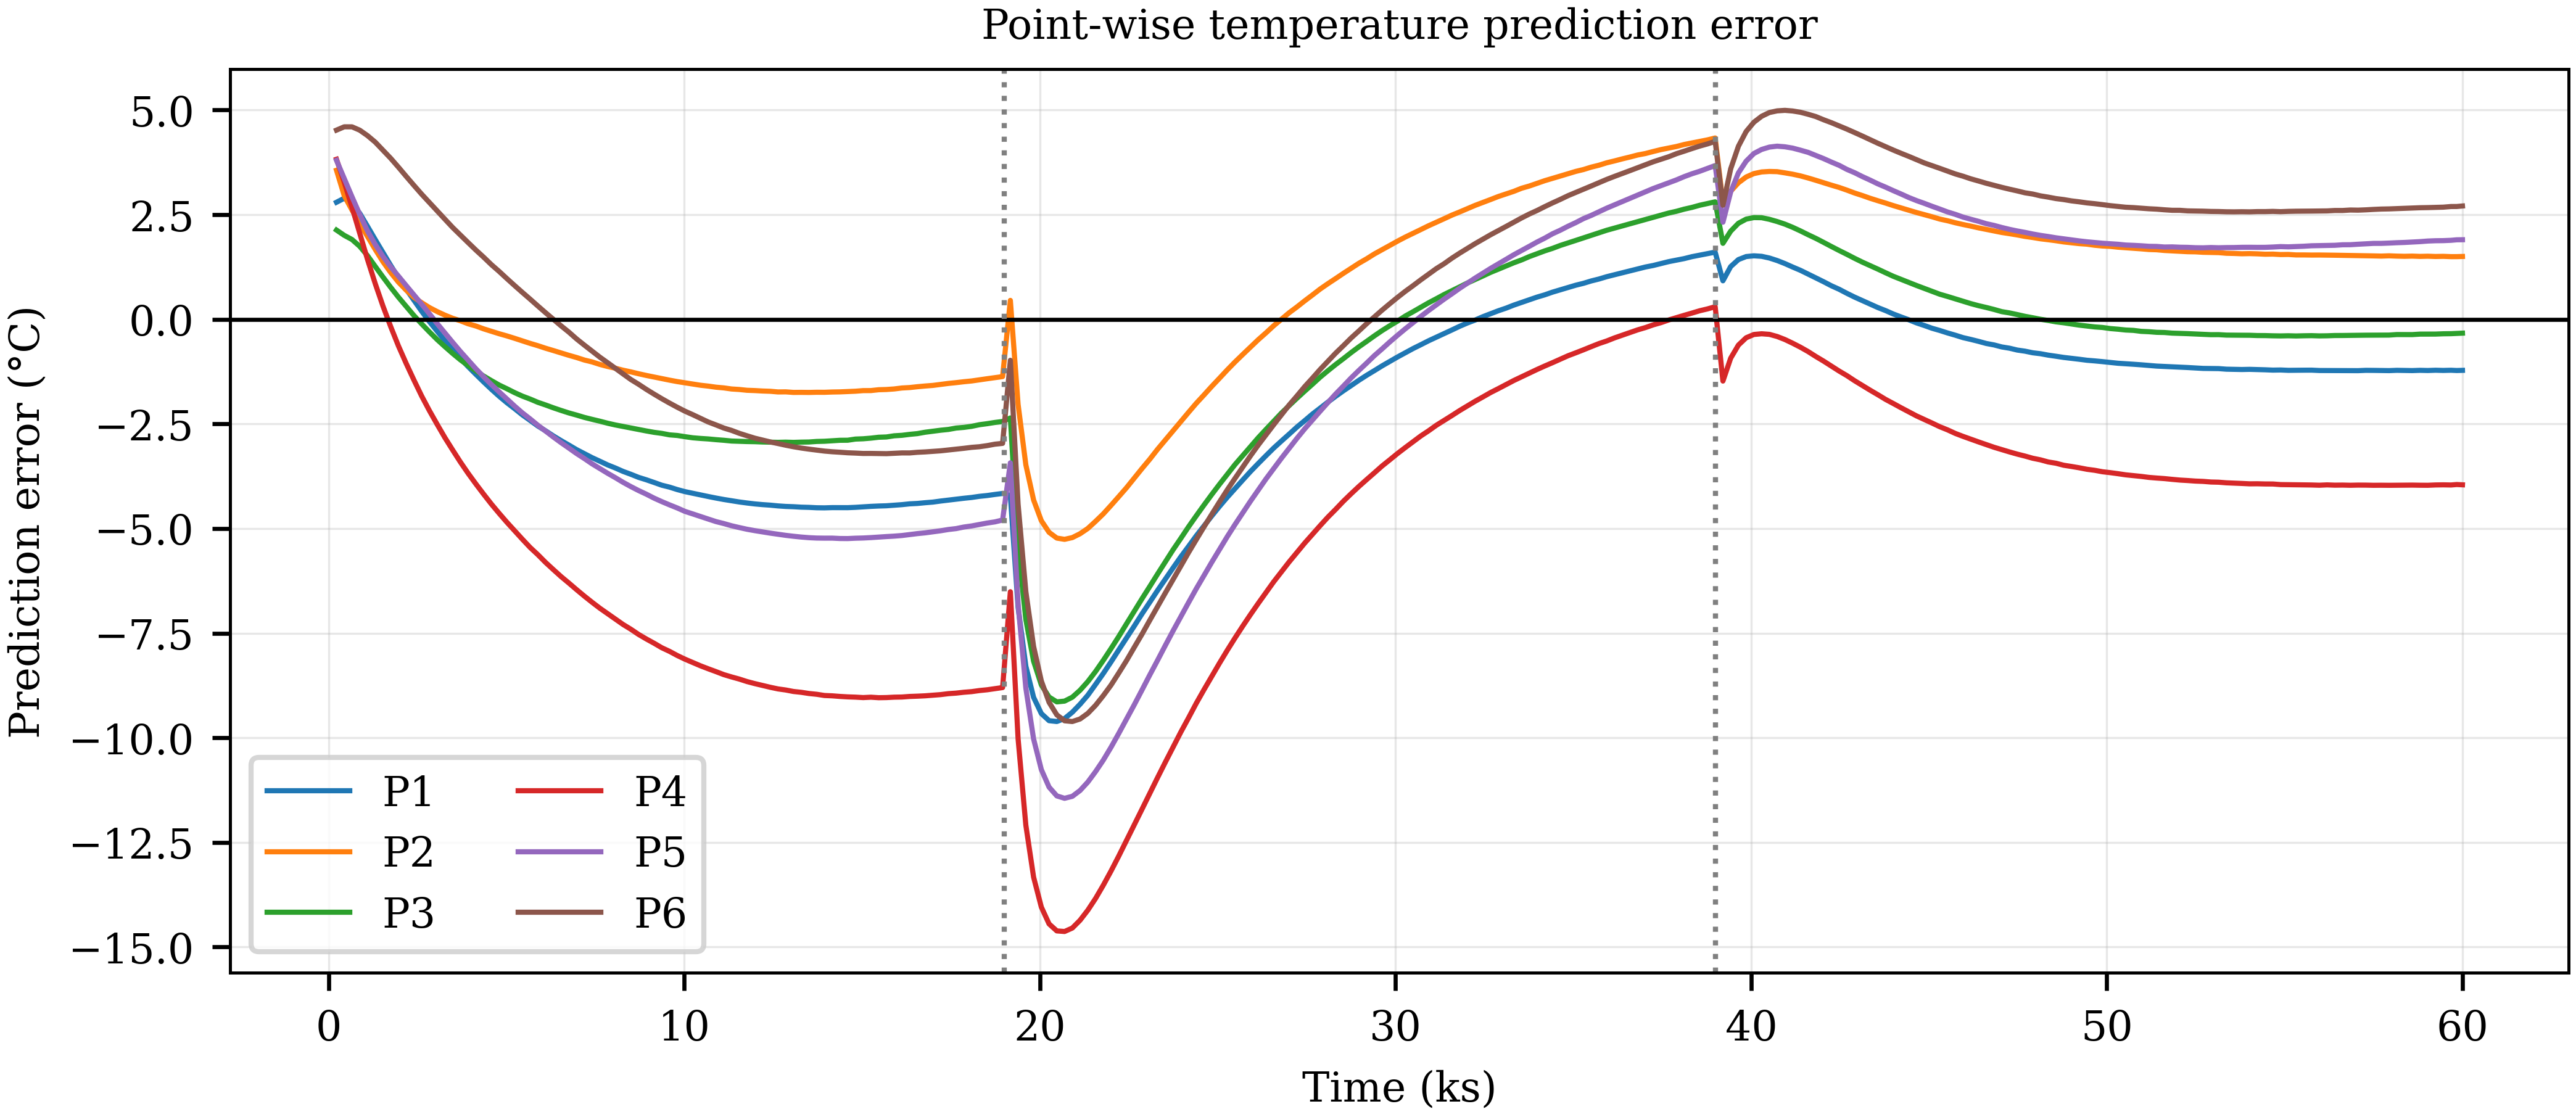 Point-wise temperature prediction error
Prediction error (°C)
5.0
2.5
0.0
−2.5
−5.0
−7.5
−10.0
−12.5
−15.0
P1
P2
P3
P4
P5
P6
0 10 20 30 40 50 60
Time (ks)